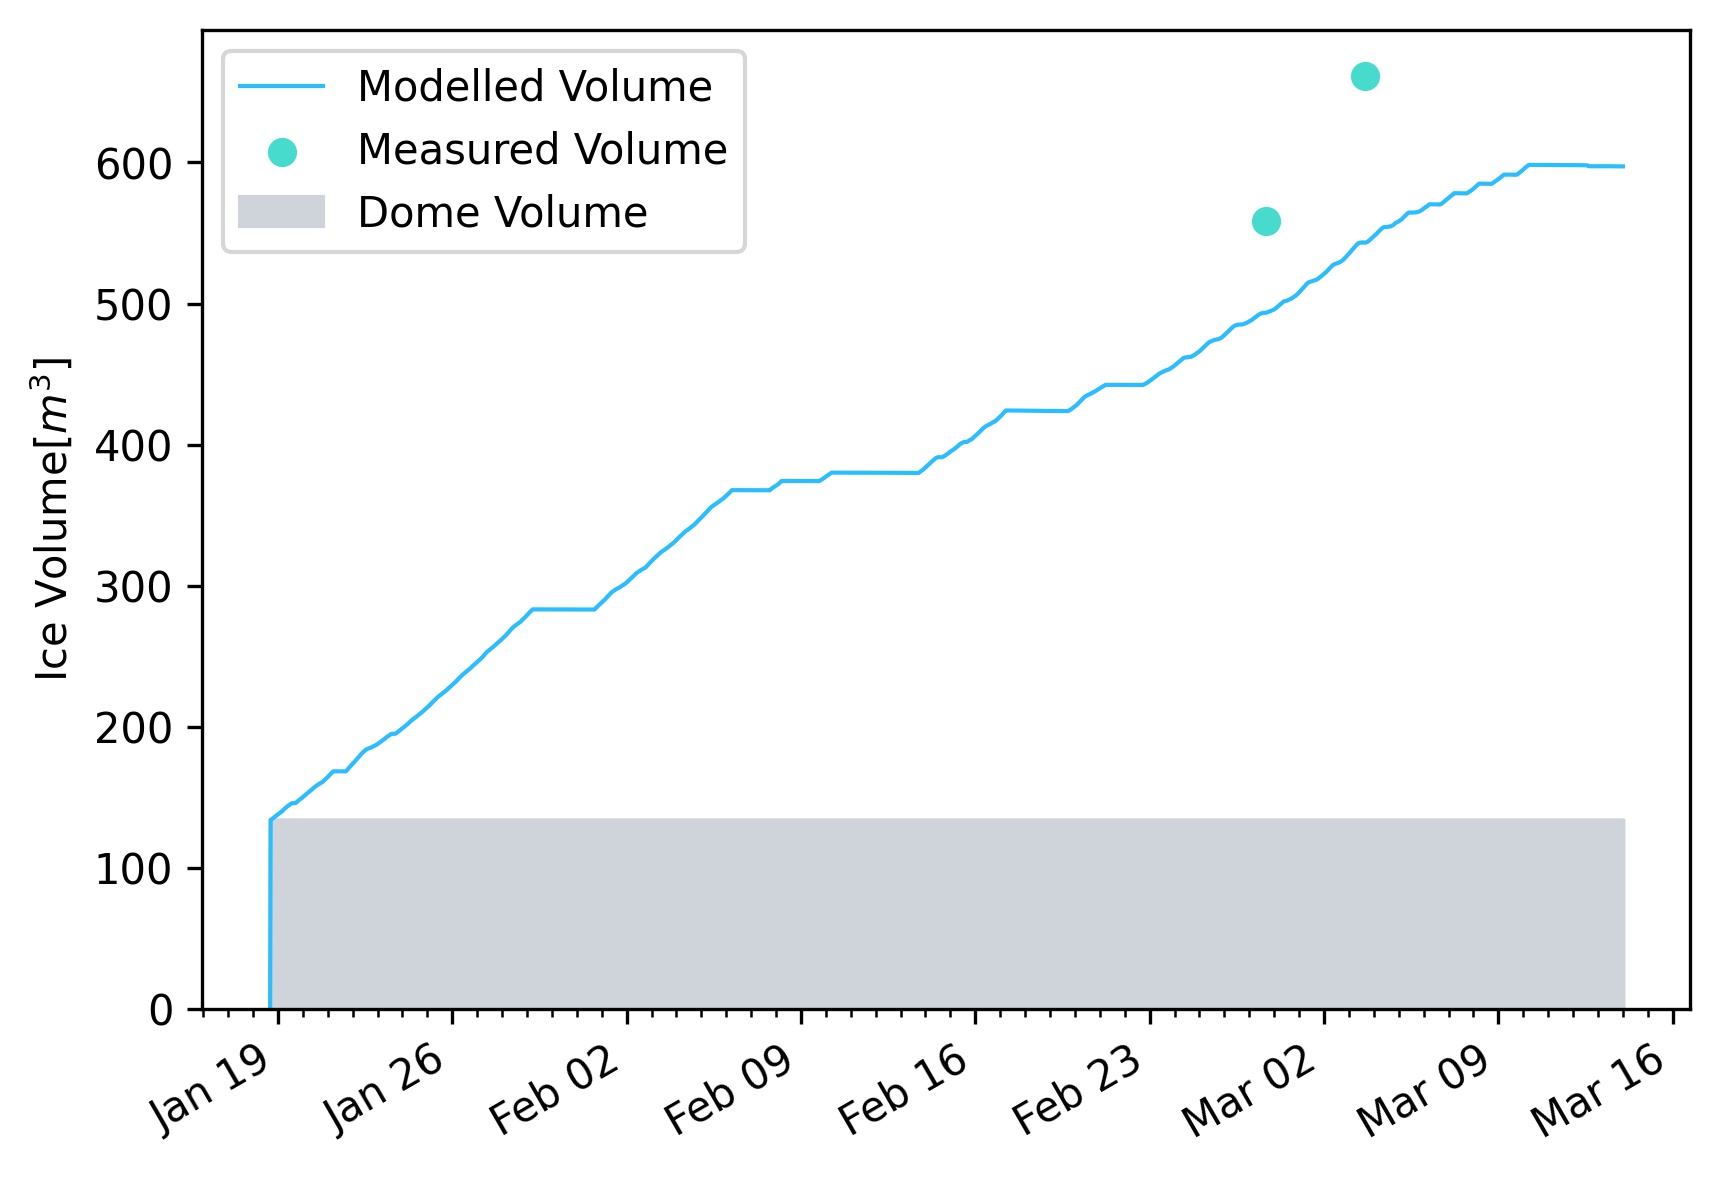 Modelled Volume
Measured Volume
Dome Volume
600
500
400
300
200
100
0
Ice Volume[m³]
Jan 19
Jan 26
Feb 02
Feb 09
Feb 16
Feb 23
Mar 02
Mar 09
Mar 16